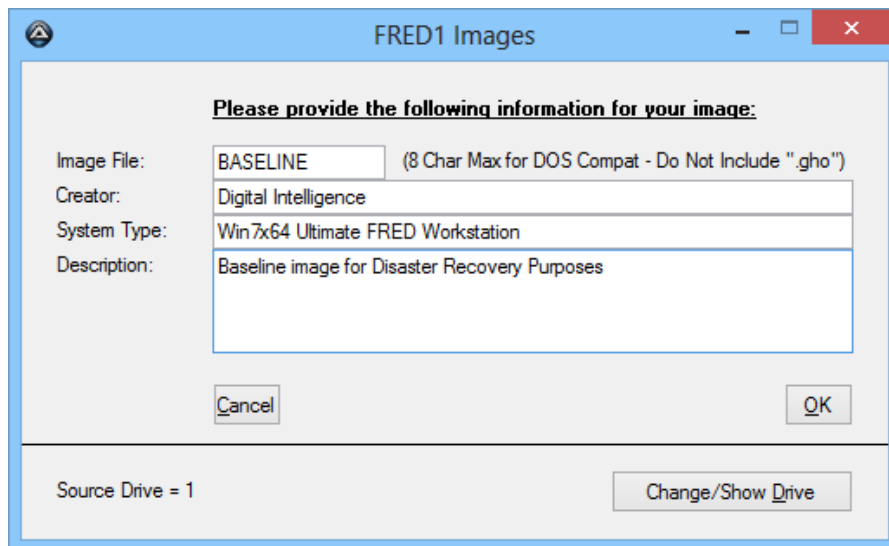 FRED1 Images
Please provide the following information for your image:
Image File: BASELINE (8 Char Max for DOS Compat - Do Not Include ".gho")
Creator: Digital Intelligence
System Type: Win7x64 Ultimate FRED Workstation
Description: Baseline image for Disaster Recovery Purposes
Cancel OK
Source Drive = 1 Change/Show Drive